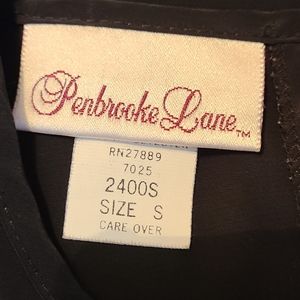 Penbrooke Lane™
RN27889
7025
2400S
SIZE S
CARE OVER